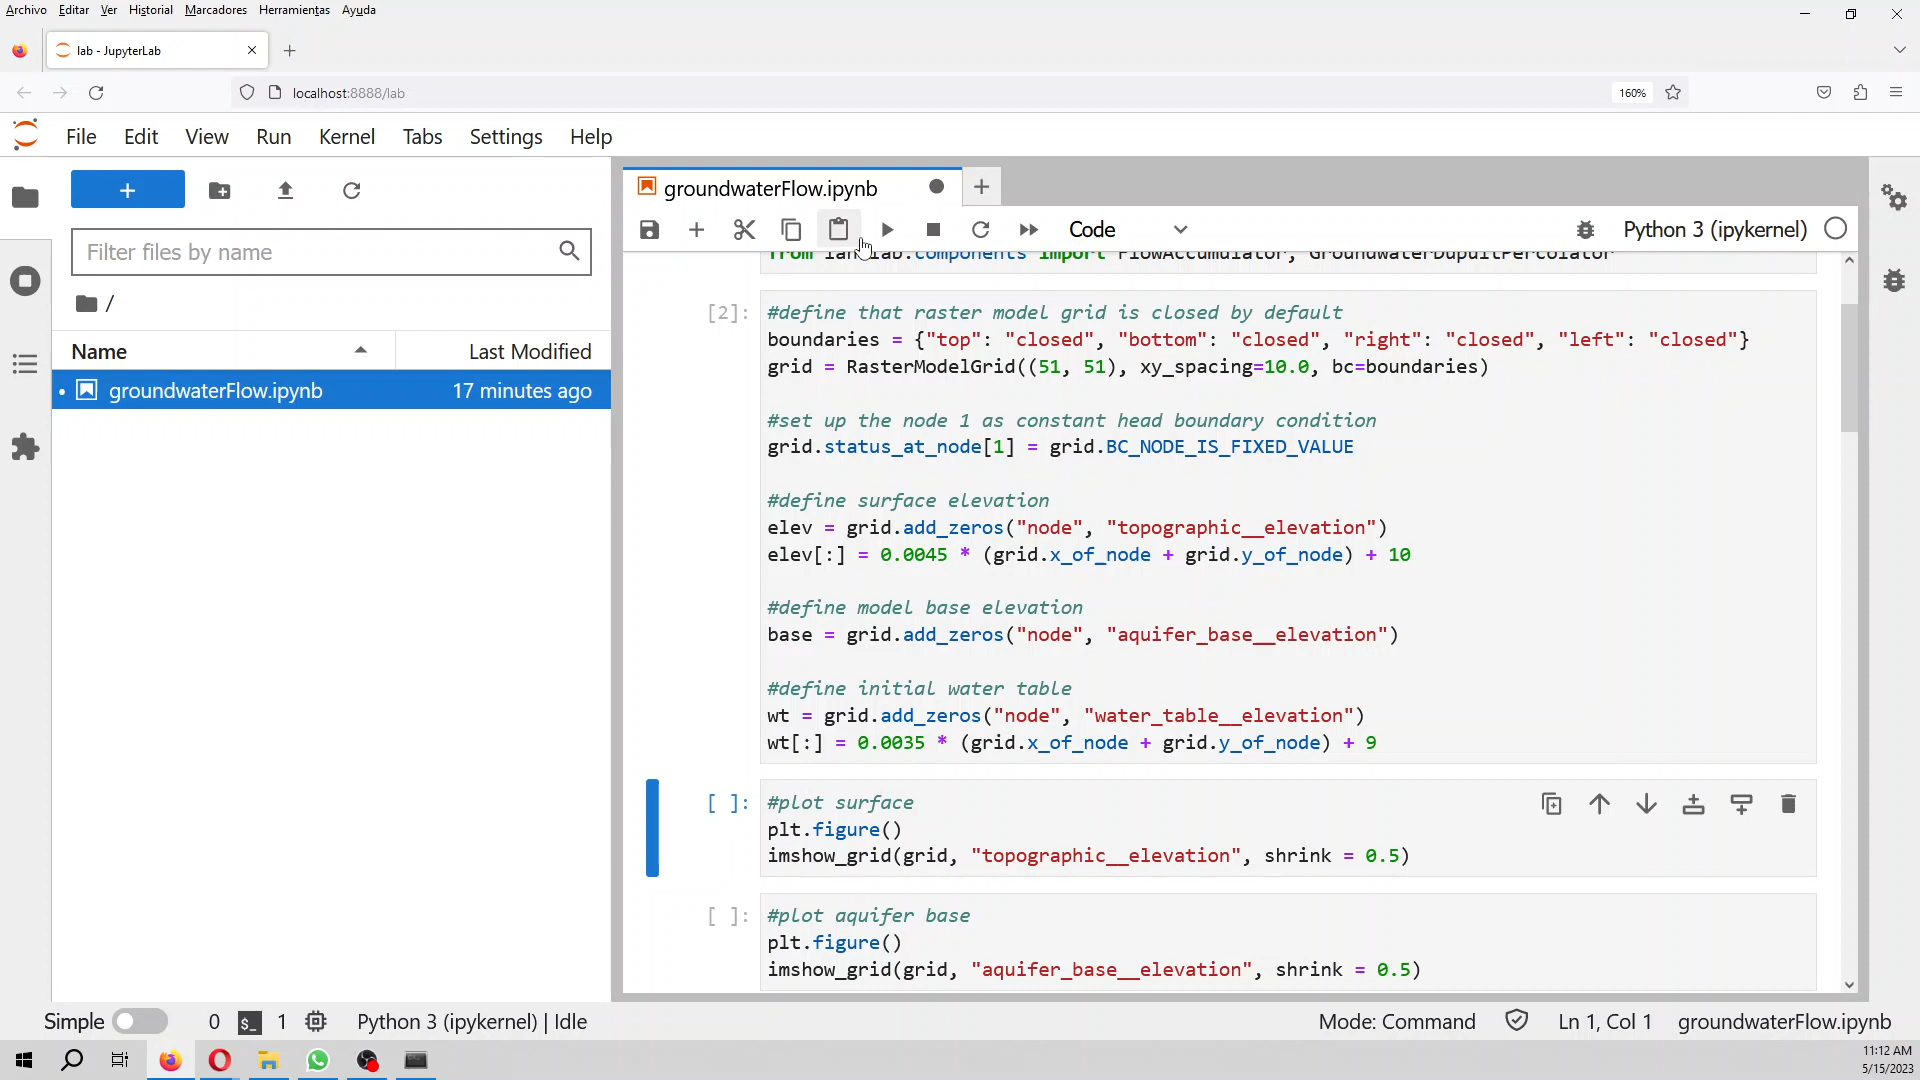 Archivo Editar Ver Historial Marcadores Herramientas Ayuda
lab - JupyterLab
localhost:8888/lab
160%
File Edit View Run Kernel Tabs Settings Help
groundwaterFlow.ipynb
Code
Python 3 (ipykernel)
Filter files by name
/
Name
Last Modified
groundwaterFlow.ipynb
17 minutes ago
from landlab.components import FlowAccumulator, GroundwaterDupuitPercolator
[2]:
#define that raster model grid is closed by default
boundaries = {"top": "closed", "bottom": "closed", "right": "closed", "left": "closed"}
grid = RasterModelGrid((51, 51), xy_spacing=10.0, bc=boundaries)
#set up the node 1 as constant head boundary condition
grid.status_at_node[1] = grid.BC_NODE_IS_FIXED_VALUE
#define surface elevation
elev = grid.add_zeros("node", "topographic__elevation")
elev[:] = 0.0045 * (grid.x_of_node + grid.y_of_node) + 10
#define model base elevation
base = grid.add_zeros("node", "aquifer_base__elevation")
#define initial water table
wt = grid.add_zeros("node", "water_table__elevation")
wt[:] = 0.0035 * (grid.x_of_node + grid.y_of_node) + 9
[ ]:
#plot surface
plt.figure()
imshow_grid(grid, "topographic__elevation", shrink = 0.5)
[ ]:
#plot aquifer base
plt.figure()
imshow_grid(grid, "aquifer_base__elevation", shrink = 0.5)
Simple 0 $_ 1 Python 3 (ipykernel) | Idle
Mode: Command Ln 1, Col 1 groundwaterFlow.ipynb
11:12 AM
5/15/2023